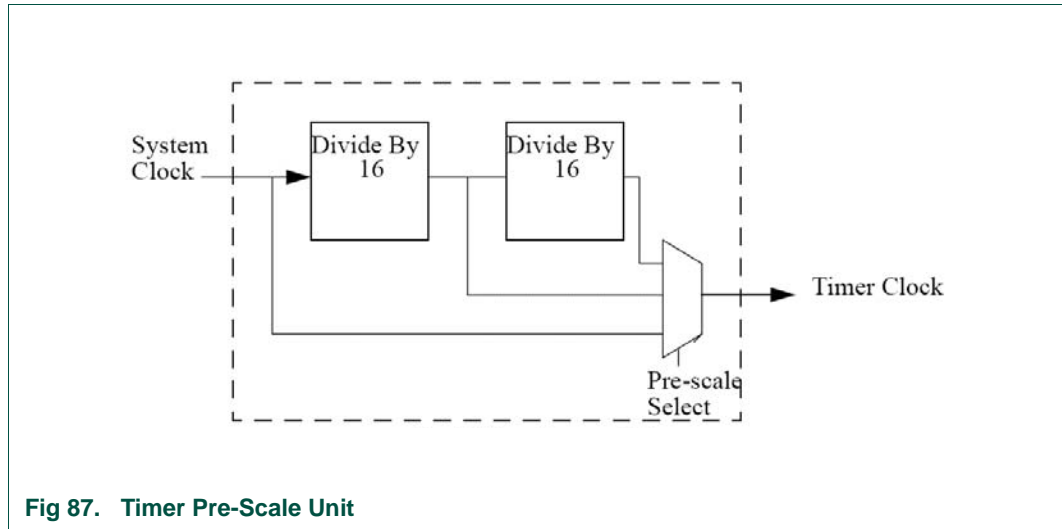 System
Clock
Divide By
16
Divide By
16
Timer Clock
Pre-scale
Select
Fig 87. Timer Pre-Scale Unit